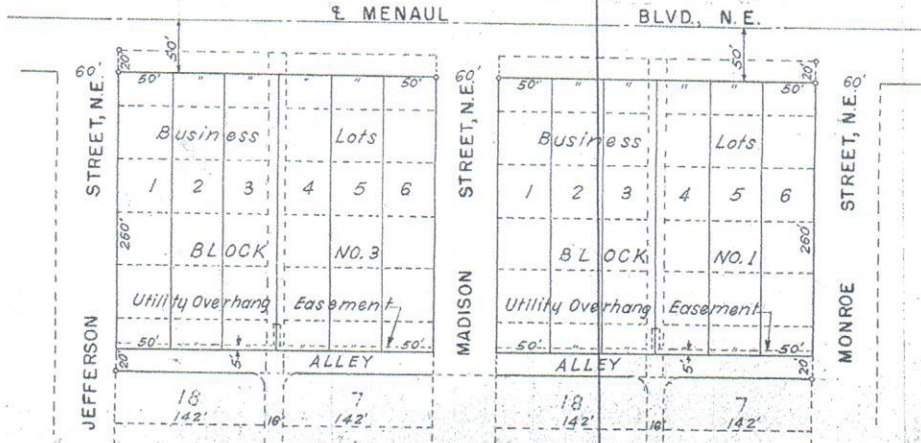 ℄ MENAUL BLVD., N.E.
20' 50' 50' 20'
60' 50' " " " " 50' 60' 50' " " " " 50' 60'
STREET, N.E. STREET, N.E. STREET, N.E.
Business Lots Business Lots
1 2 3 4 5 6 1 2 3 4 5 6
260' 260'
BLOCK NO. 3 BLOCK NO. 1
Utility Overhang Easement Utility Overhang Easement
JEFFERSON MADISON MONROE
50' " " " " 50' 50' " " " " 50'
20' 5' ALLEY ALLEY 5' 20'
18 7 18 7
142' 16' 142' 142' 16' 142'